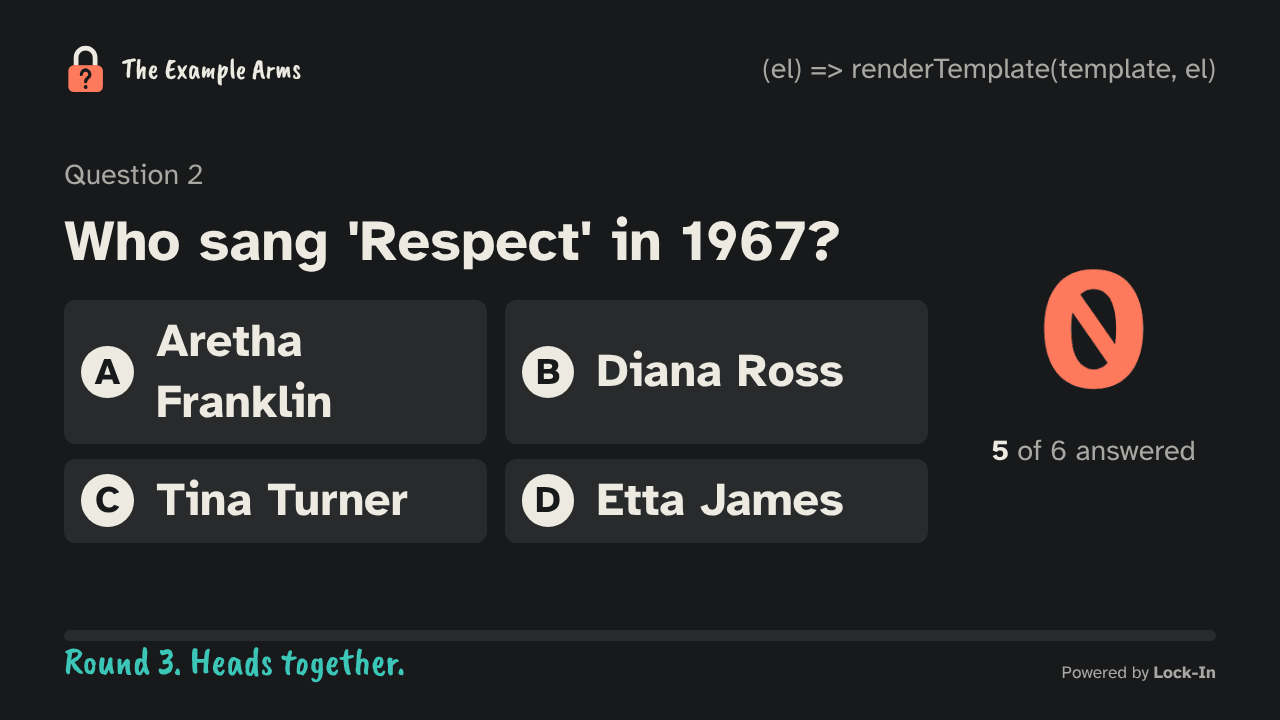 The Example Arms
(el) => renderTemplate(template, el)
Question 2
Who sang 'Respect' in 1967?
A Aretha
Franklin
B Diana Ross
C Tina Turner
D Etta James
0
5 of 6 answered
Round 3. Heads together.
Powered by Lock-In